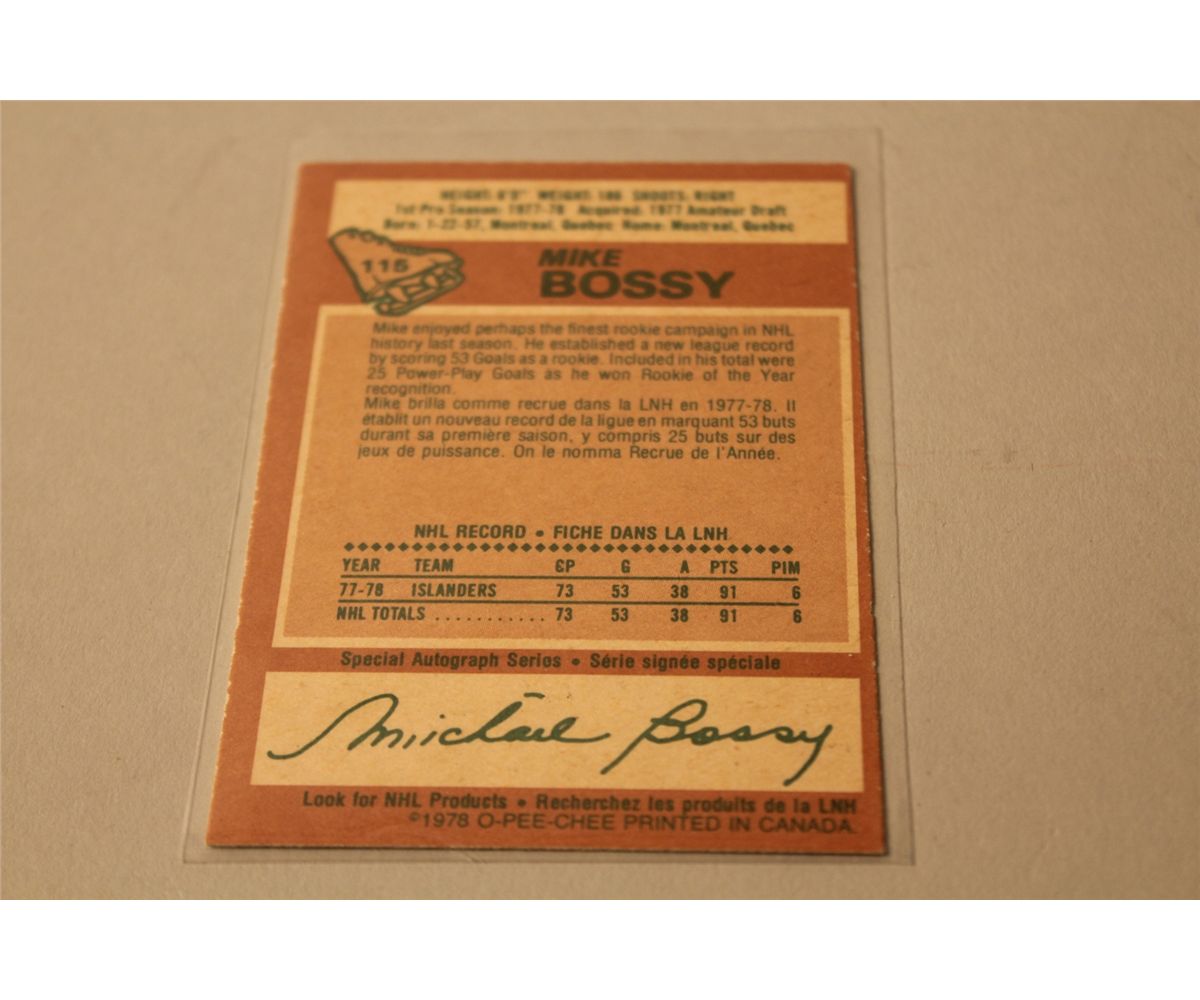 HEIGHT: 6'0" WEIGHT: 186 SHOOTS: RIGHT
1st Pro Season: 1977-78 Acquired: 1977 Amateur Draft
Born: 1-22-57, Montreal, Quebec Home: Montreal, Quebec
115
MIKE
BOSSY
Mike enjoyed perhaps the finest rookie campaign in NHL
history last season. He established a new league record
by scoring 53 Goals as a rookie. Included in his total were
25 Power-Play Goals as he won Rookie of the Year
recognition.
Mike brilla comme recrue dans la LNH en 1977-78. Il
établit un nouveau record de la ligue en marquant 53 buts
durant sa première saison, y compris 25 buts sur des
jeux de puissance. On le nomma Recrue de l'Année.
NHL RECORD • FICHE DANS LA LNH
YEAR TEAM GP G A PTS PIM
77-78 ISLANDERS 73 53 38 91 6
NHL TOTALS ........... 73 53 38 91 6
Special Autograph Series • Série signée spéciale
Michael Bossy
Look for NHL Products • Recherchez les produits de la LNH
©1978 O-PEE-CHEE PRINTED IN CANADA